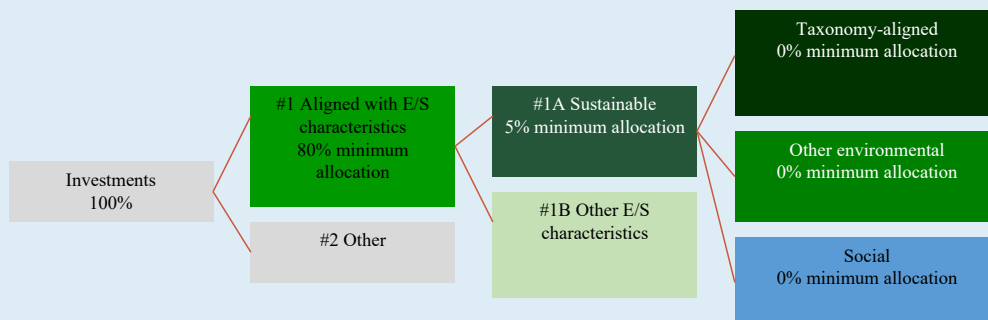 Investments
100%
#1 Aligned with E/S
characteristics
80% minimum
allocation
#2 Other
#1A Sustainable
5% minimum allocation
#1B Other E/S
characteristics
Taxonomy-aligned
0% minimum allocation
Other environmental
0% minimum allocation
Social
0% minimum allocation